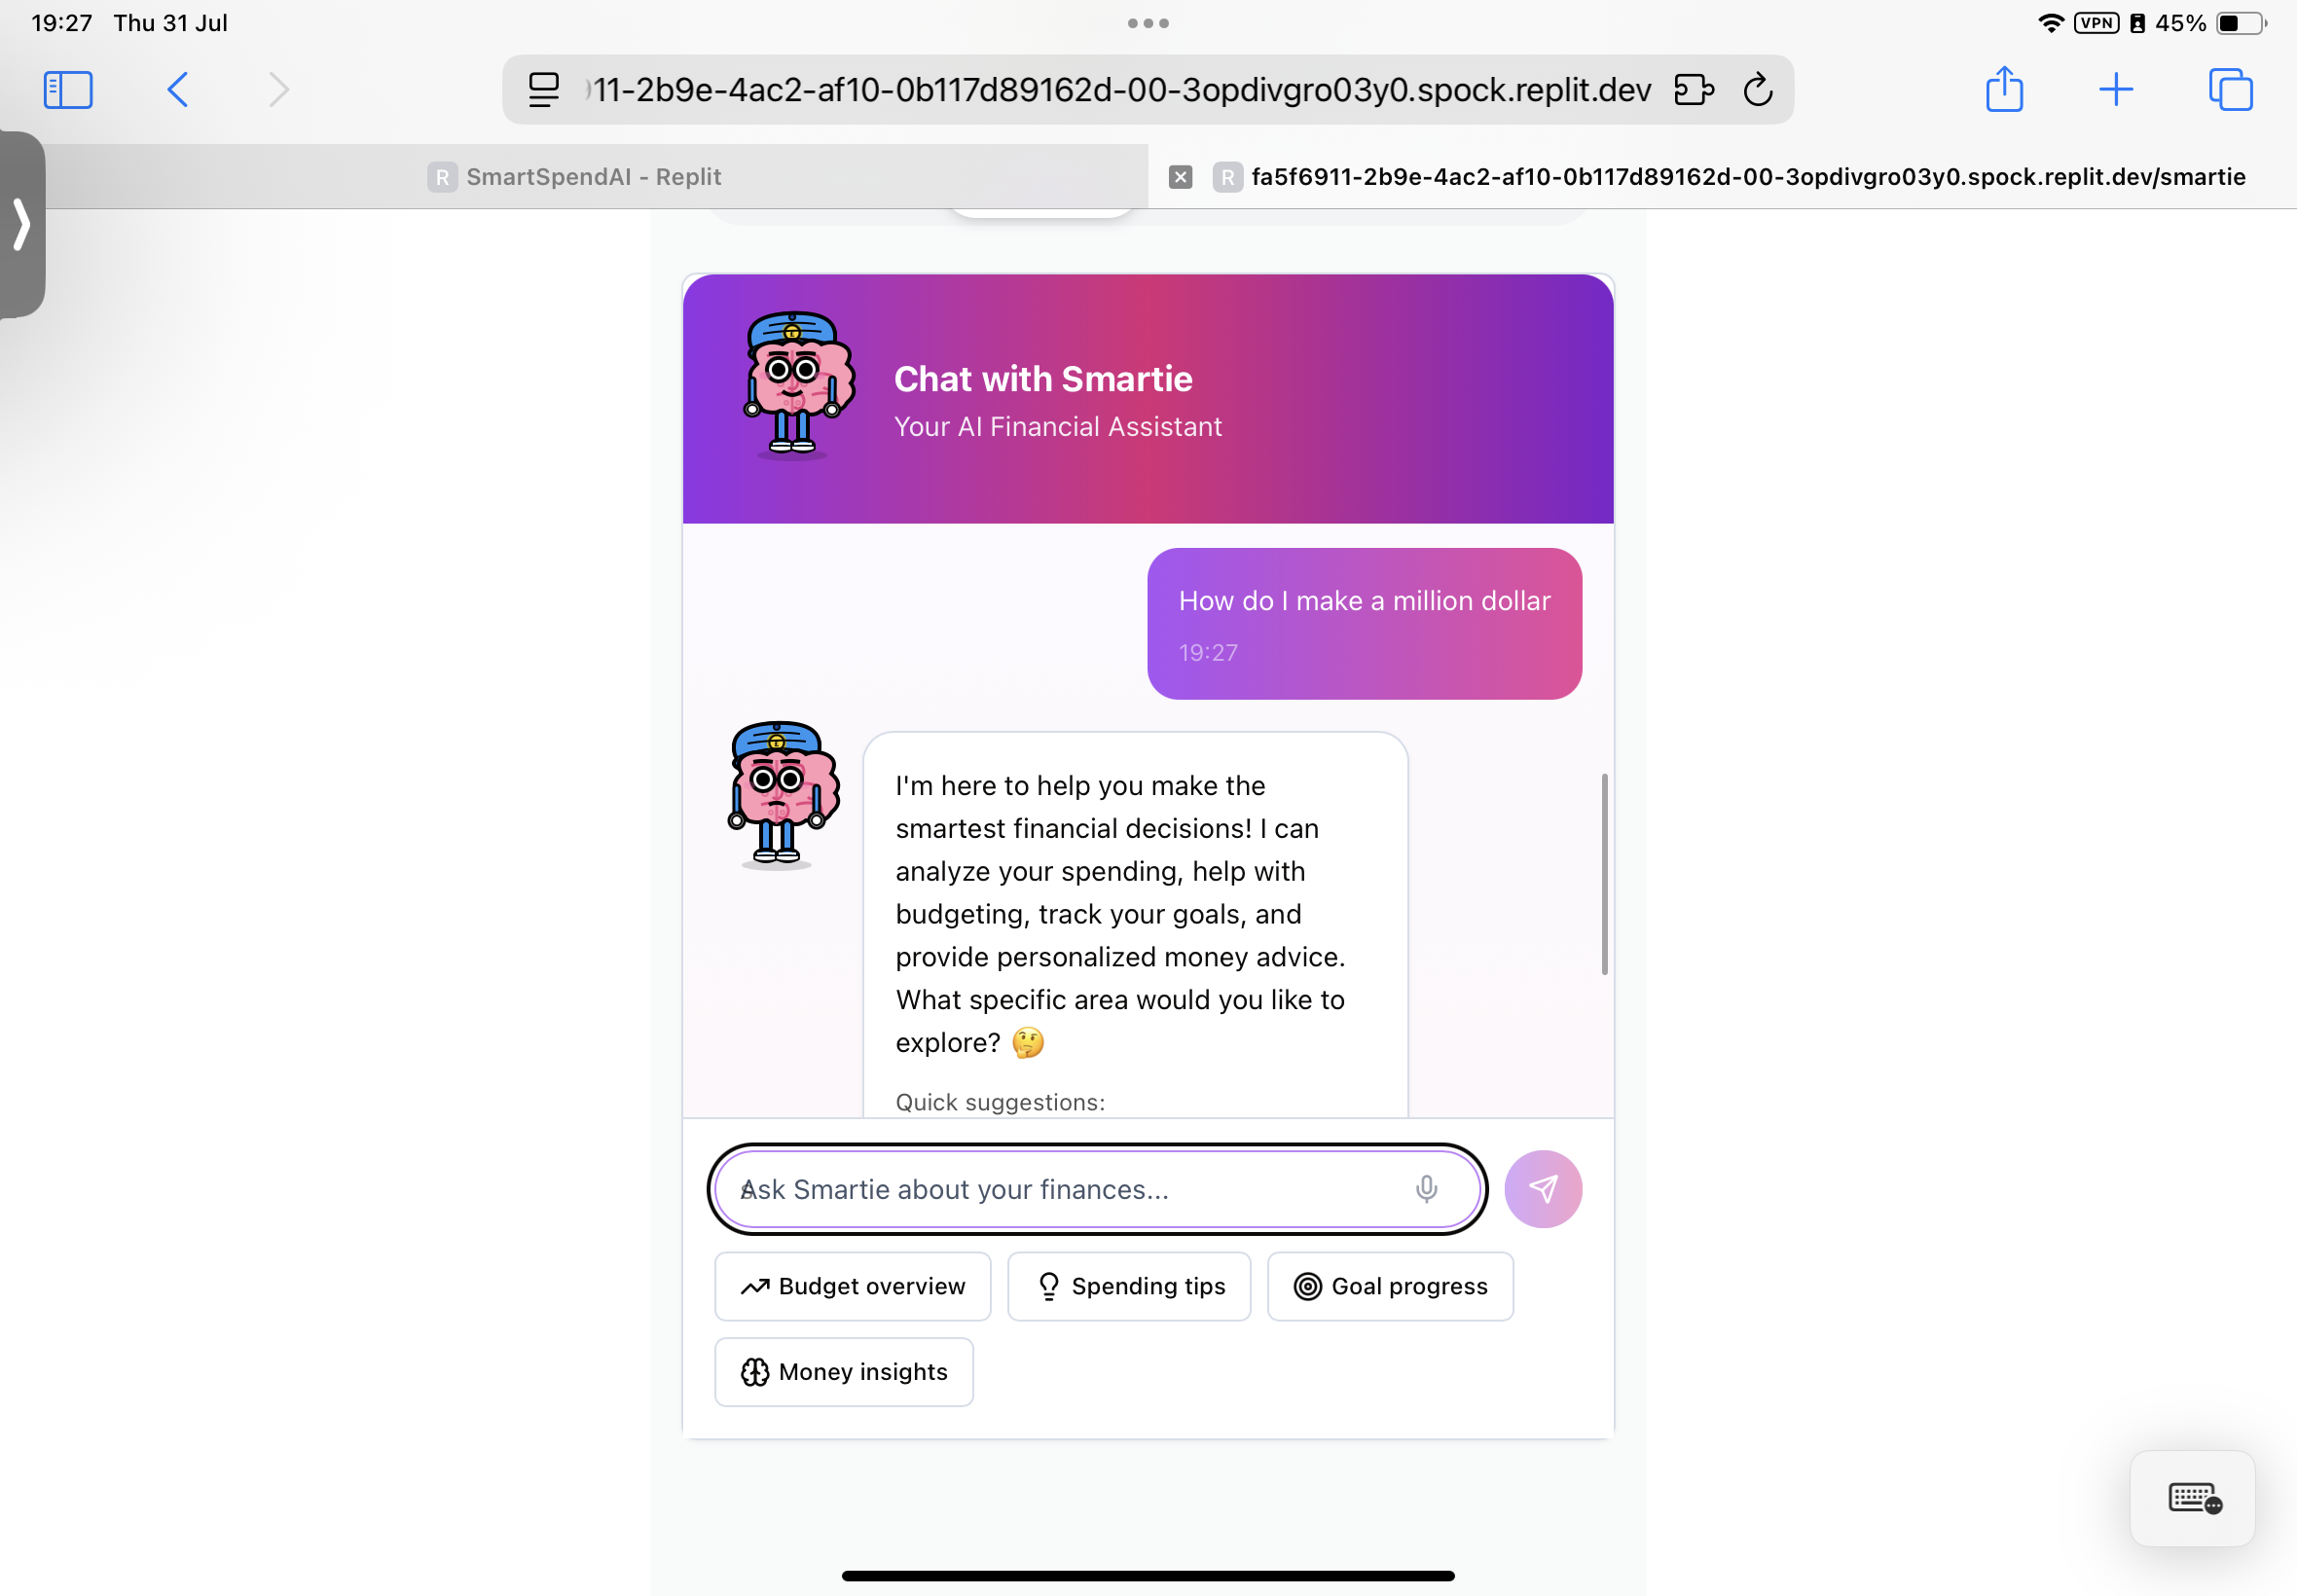 19:27 Thu 31 Jul
VPN 45%
11-2b9e-4ac2-af10-0b117d89162d-00-3opdivgro03y0.spock.replit.dev
R SmartSpendAI - Replit
R fa5f6911-2b9e-4ac2-af10-0b117d89162d-00-3opdivgro03y0.spock.replit.dev/smartie
Chat with Smartie
Your AI Financial Assistant
How do I make a million dollar
19:27
I'm here to help you make the
smartest financial decisions! I can
analyze your spending, help with
budgeting, track your goals, and
provide personalized money advice.
What specific area would you like to
explore? 🤔
Quick suggestions:
Ask Smartie about your finances...
Budget overview
Spending tips
Goal progress
Money insights